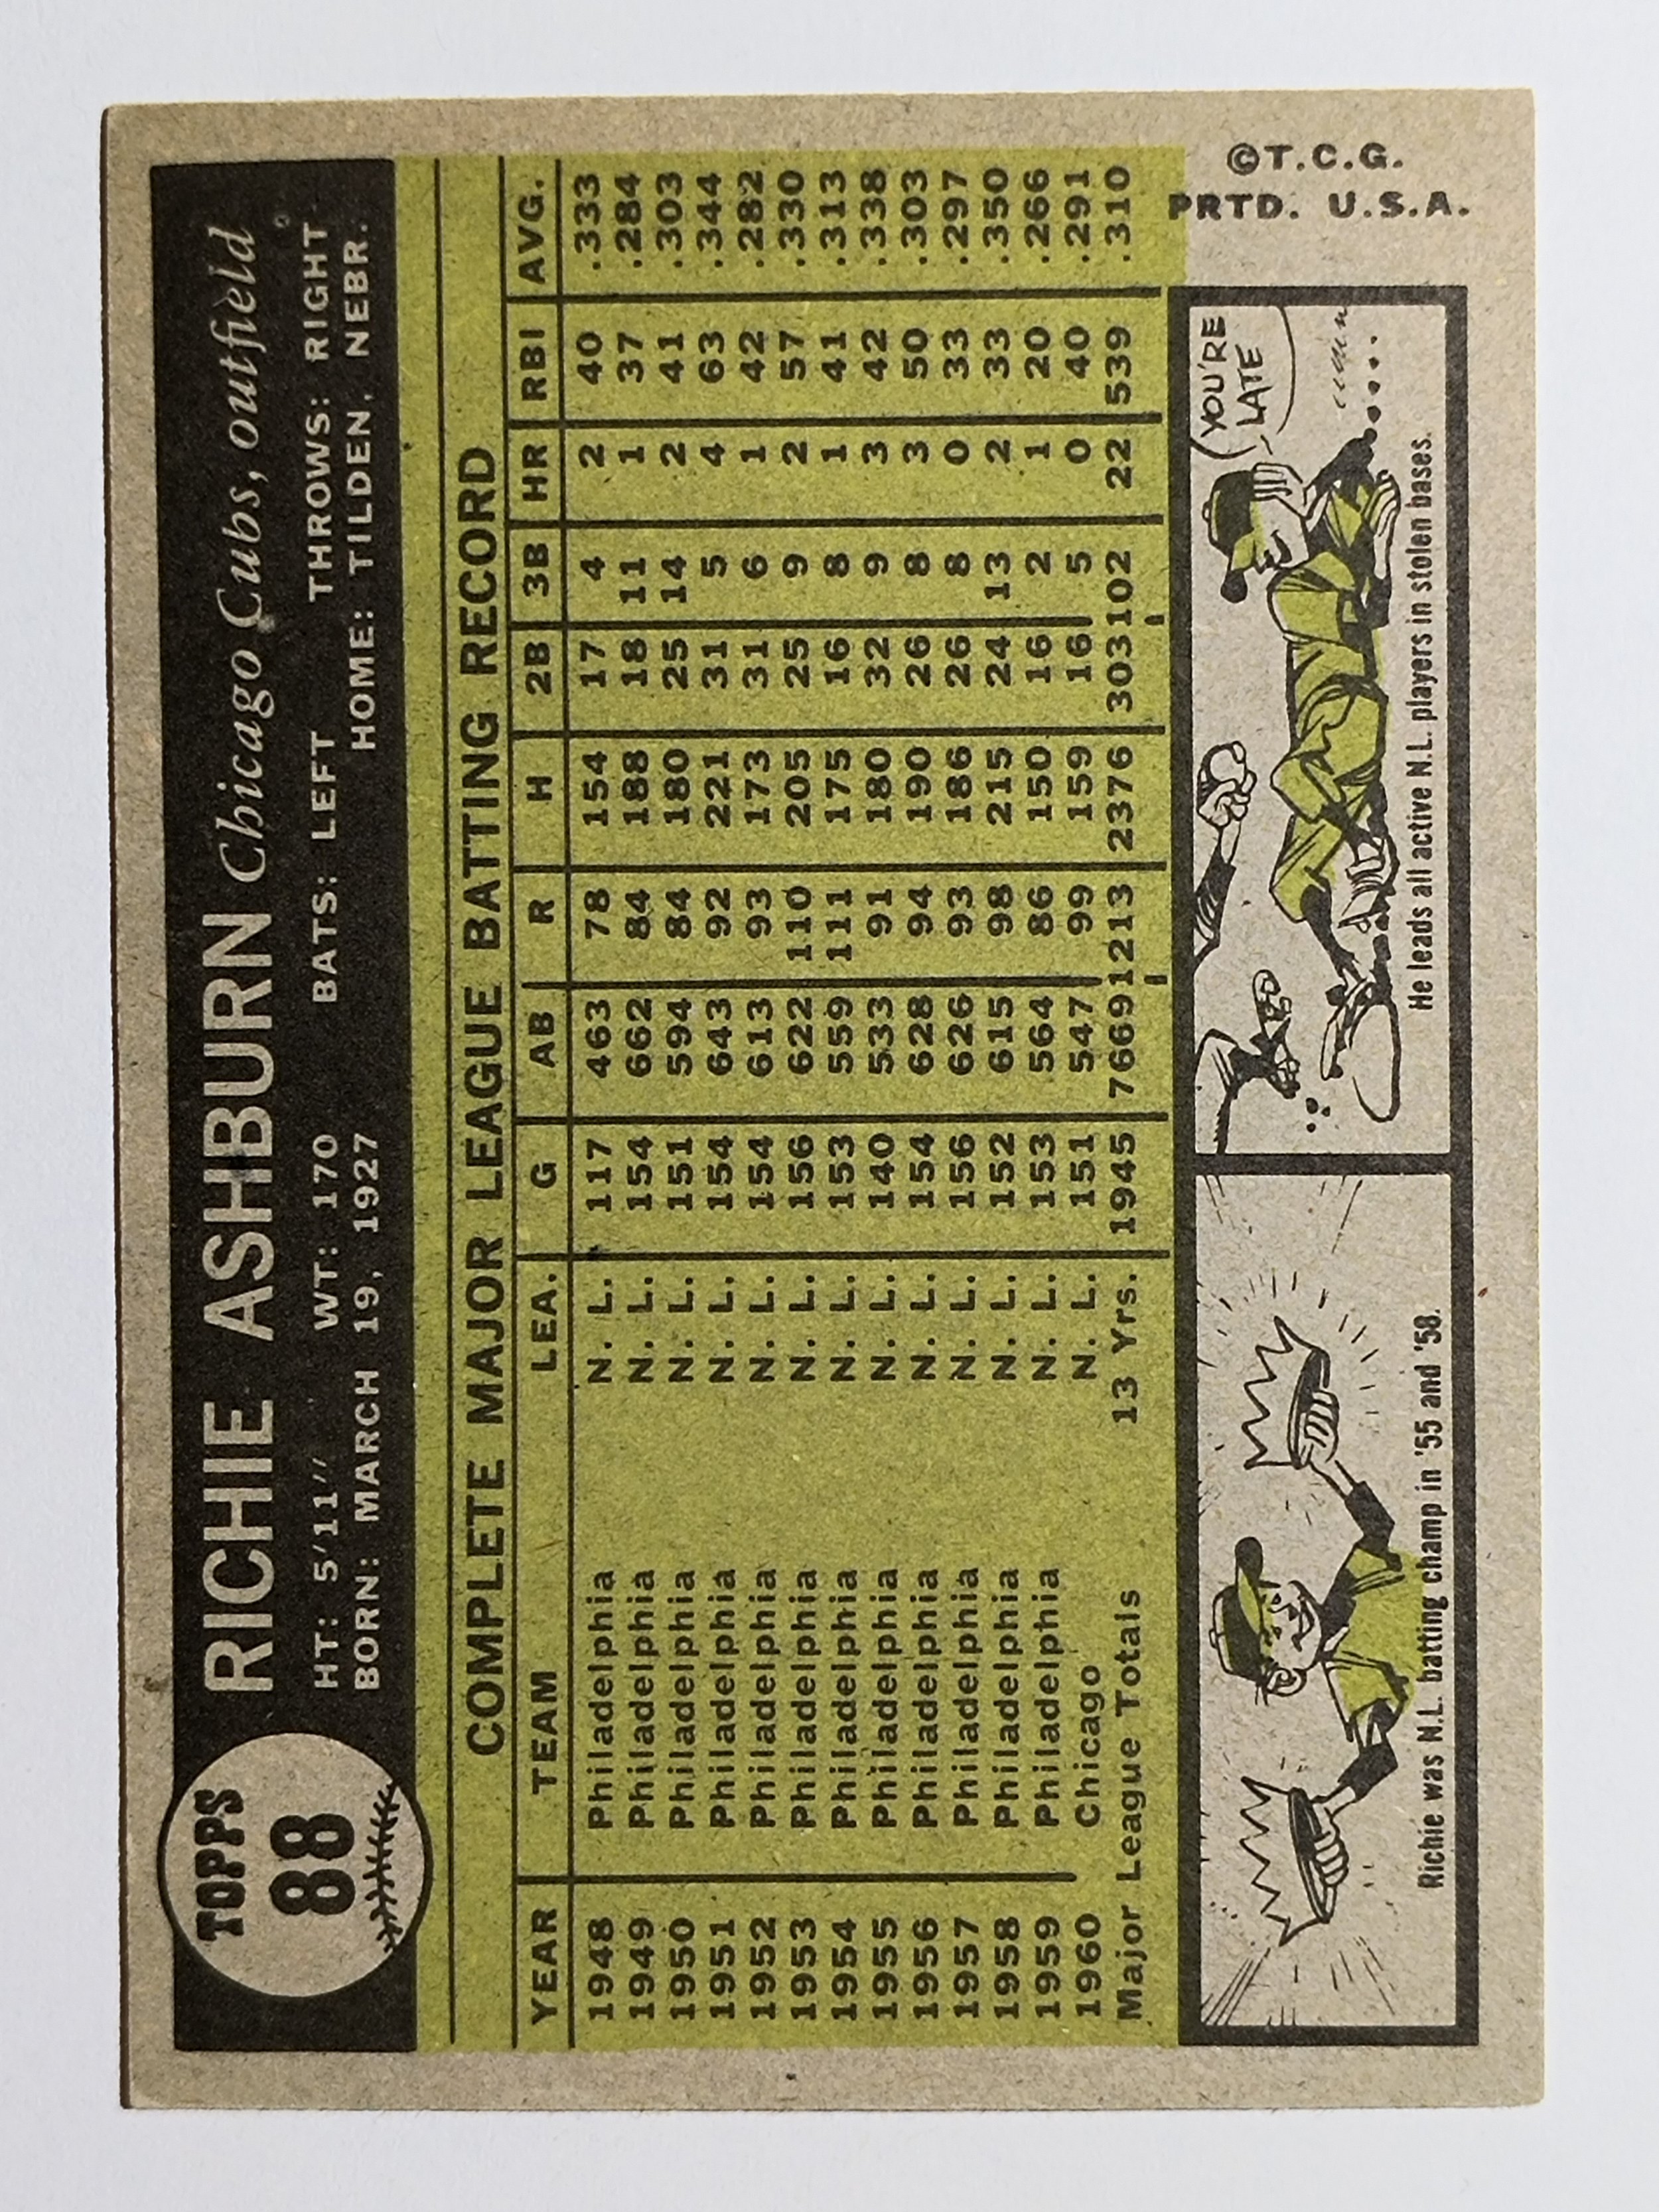 TOPPS
88
RICHIE ASHBURN Chicago Cubs, outfield
HT: 5'11" WT: 170 BATS: LEFT THROWS: RIGHT
BORN: MARCH 19, 1927 HOME: TILDEN, NEBR.
COMPLETE MAJOR LEAGUE BATTING RECORD
YEAR TEAM LEA. G AB R H 2B 3B HR RBI AVG.
1948 Philadelphia N. L. 117 463 78 154 17 4 2 40 .333
1949 Philadelphia N. L. 154 662 84 188 18 11 1 37 .284
1950 Philadelphia N. L. 151 594 84 180 25 14 2 41 .303
1951 Philadelphia N. L. 154 643 92 221 31 5 4 63 .344
1952 Philadelphia N. L. 154 613 93 173 31 6 1 42 .282
1953 Philadelphia N. L. 156 622 110 205 25 9 2 57 .330
1954 Philadelphia N. L. 153 559 111 175 16 8 1 41 .313
1955 Philadelphia N. L. 140 533 91 180 32 9 3 42 .338
1956 Philadelphia N. L. 154 628 94 190 26 8 3 50 .303
1957 Philadelphia N. L. 156 626 93 186 26 8 0 33 .297
1958 Philadelphia N. L. 152 615 98 215 24 13 2 33 .350
1959 Philadelphia N. L. 153 564 86 150 16 2 1 20 .266
1960 Chicago N. L. 151 547 99 159 16 5 0 40 .291
Major League Totals 13 Yrs. 1945 7669 1213 2376 303 102 22 539 .310
Richie was N.L. batting champ in '55 and '58.
YOU'RE
LATE
He leads all active N.L. players in stolen bases.
©T.C.G.
PRTD. U.S.A.